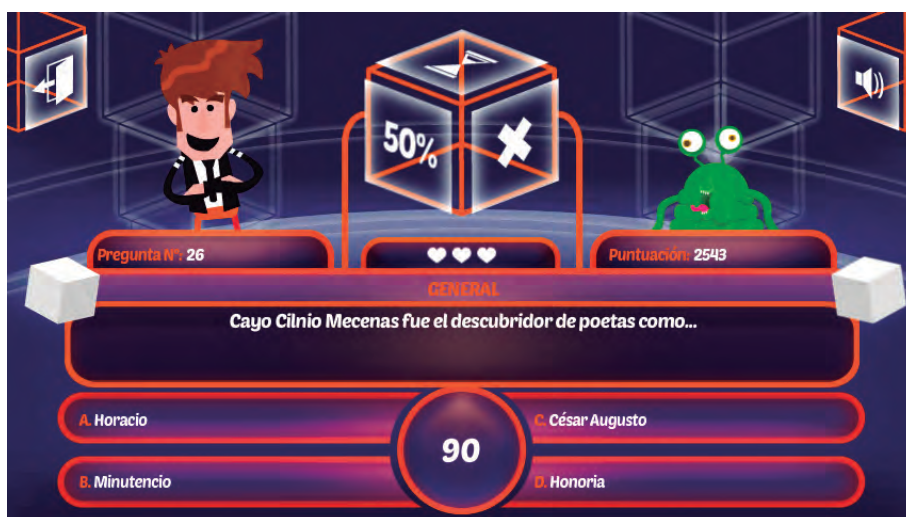 50%
Pregunta Nº: 26
Puntuación: 2543
GENERAL
Cayo Cilnio Mecenas fue el descubridor de poetas como...
A. Horacio
C. César Augusto
90
B. Minutencio
D. Honoria